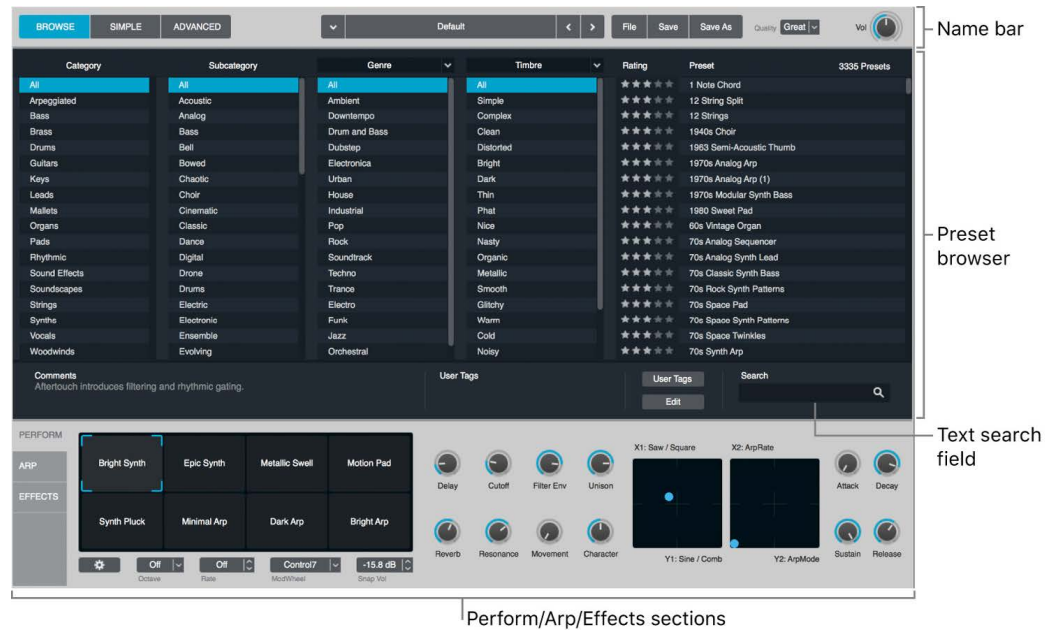 BROWSE SIMPLE ADVANCED Default File Save Save As Quality Great Vol
Name bar
Category Subcategory Genre Timbre Rating Preset 3335 Presets
All All All All 1 Note Chord
Arpeggiated Acoustic Ambient Simple 12 String Split
Bass Analog Downtempo Complex 12 Strings
Brass Bass Drum and Bass Clean 1940s Choir
Drums Bell Dubstep Distorted 1963 Semi-Acoustic Thumb
Guitars Bowed Electronica Bright 1970s Analog Arp
Keys Chaotic Urban Dark 1970s Analog Arp (1)
Leads Choir House Thin 1970s Modular Synth Bass
Mallets Cinematic Industrial Phat 1980 Sweet Pad
Organs Classic Pop Nice 60s Vintage Organ
Pads Dance Rock Nasty 70s Analog Sequencer
Rhythmic Digital Soundtrack Organic 70s Analog Synth Lead
Sound Effects Drone Techno Metallic 70s Classic Synth Bass
Soundscapes Drums Trance Smooth 70s Rock Synth Patterns
Strings Electric Electro Glitchy 70s Space Pad
Synths Electronic Funk Warm 70s Space Synth Patterns
Vocals Ensemble Jazz Cold 70s Space Twinkles
Woodwinds Evolving Orchestral Noisy 70s Synth Arp
Preset
browser
Comments User Tags User Tags Search
Aftertouch introduces filtering and rhythmic gating.
Edit
Text search
field
PERFORM
ARP
EFFECTS
Bright Synth Epic Synth Metallic Swell Motion Pad
Synth Pluck Minimal Arp Dark Arp Bright Arp
Off Off Control7 -15.8 dB
Octave Rate ModWheel Snap Vol
Delay Cutoff Filter Env Unison
Reverb Resonance Movement Character
X1: Saw / Square X2: ArpRate
Y1: Sine / Comb Y2: ArpMode
Attack Decay
Sustain Release
Perform/Arp/Effects sections